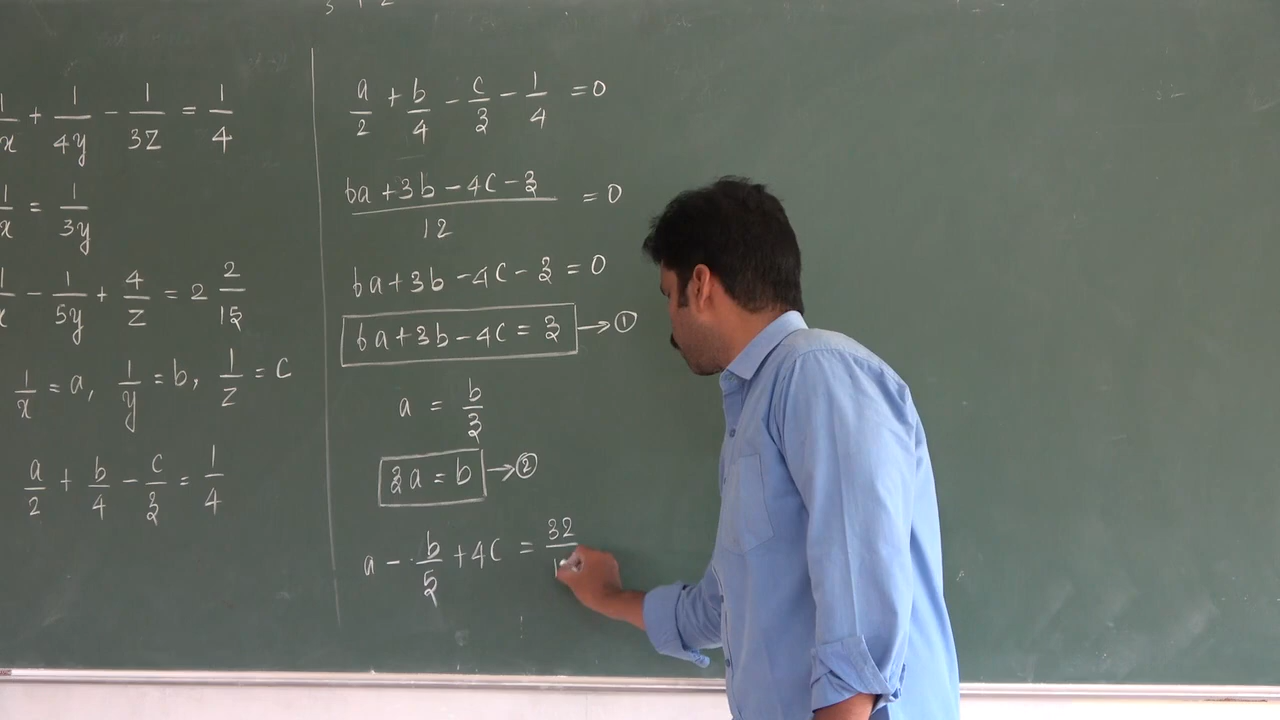 1/x + 1/4y - 1/3z = 1/4
1/x = 1/3y
1/x - 1/5y + 4/z = 2 2/15
1/x = a, 1/y = b, 1/z = c
a/2 + b/4 - c/3 = 1/4
a/2 + b/4 - c/3 - 1/4 = 0
6a + 3b - 4c - 3 / 12 = 0
6a + 3b - 4c - 3 = 0
6a + 3b - 4c = 3 → ①
a = b/3
3a = b → ②
a - b/5 + 4c = 32/1